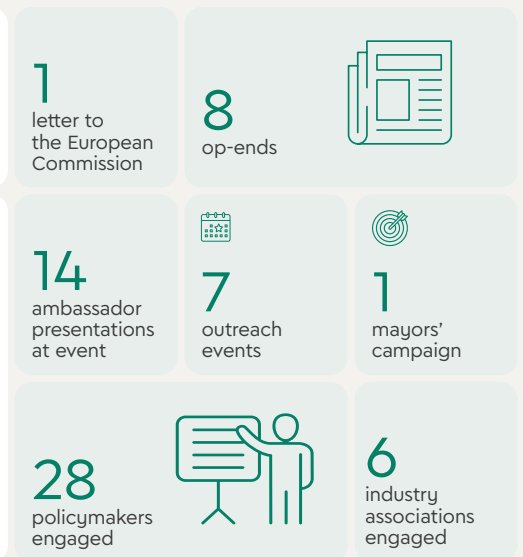 1
letter to
the European
Commission
8
op-ends
14
ambassador
presentations
at event
7
outreach
events
1
mayors'
campaign
28
policymakers
engaged
6
industry
associations
engaged